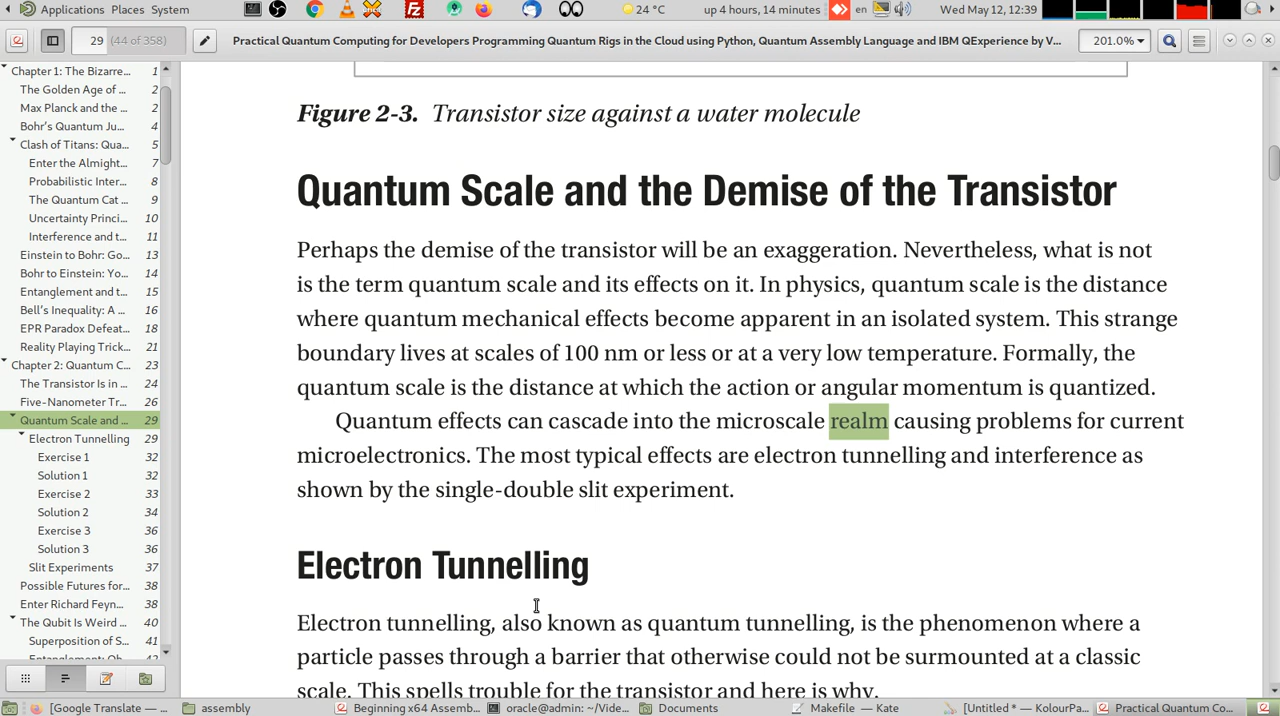 Applications Places System en 24 °C up 4 hours, 14 minutes Wed May 12, 12:39
29 (44 of 358) Practical Quantum Computing for Developers Programming Quantum Rigs in the Cloud using Python, Quantum Assembly Language and IBM QExperience by V... 201.0%
Chapter 1: The Bizarre... 1
The Golden Age of ... 2
Max Planck and the ... 2
Bohr's Quantum Ju... 4
Clash of Titans: Qua... 5
Enter the Almight... 7
Probabilistic Inter... 8
The Quantum Cat ... 9
Uncertainty Princi... 10
Interference and t... 11
Einstein to Bohr: Go... 13
Bohr to Einstein: Yo... 14
Entanglement and t... 15
Bell's Inequality: A ... 16
EPR Paradox Defeat... 18
Reality Playing Trick... 21
Chapter 2: Quantum C... 23
The Transistor Is in ... 24
Five-Nanometer Tr... 26
Quantum Scale and ... 29
Electron Tunnelling 29
Exercise 1 32
Solution 1 32
Exercise 2 33
Solution 2 34
Exercise 3 36
Solution 3 36
Slit Experiments 37
Possible Futures for... 38
Enter Richard Feyn... 38
The Qubit Is Weird ... 40
Superposition of S... 41
Figure 2-3. Transistor size against a water molecule
Quantum Scale and the Demise of the Transistor
Perhaps the demise of the transistor will be an exaggeration. Nevertheless, what is not
is the term quantum scale and its effects on it. In physics, quantum scale is the distance
where quantum mechanical effects become apparent in an isolated system. This strange
boundary lives at scales of 100 nm or less or at a very low temperature. Formally, the
quantum scale is the distance at which the action or angular momentum is quantized.
Quantum effects can cascade into the microscale realm causing problems for current
microelectronics. The most typical effects are electron tunnelling and interference as
shown by the single-double slit experiment.
Electron Tunnelling
Electron tunnelling, also known as quantum tunnelling, is the phenomenon where a
particle passes through a barrier that otherwise could not be surmounted at a classic
scale. This spells trouble for the transistor and here is why.
[Google Translate — ... assembly Beginning x64 Assemb... oracle@admin: ~/Vide... Documents Makefile — Kate [Untitled * — KolourPa... Practical Quantum Co...